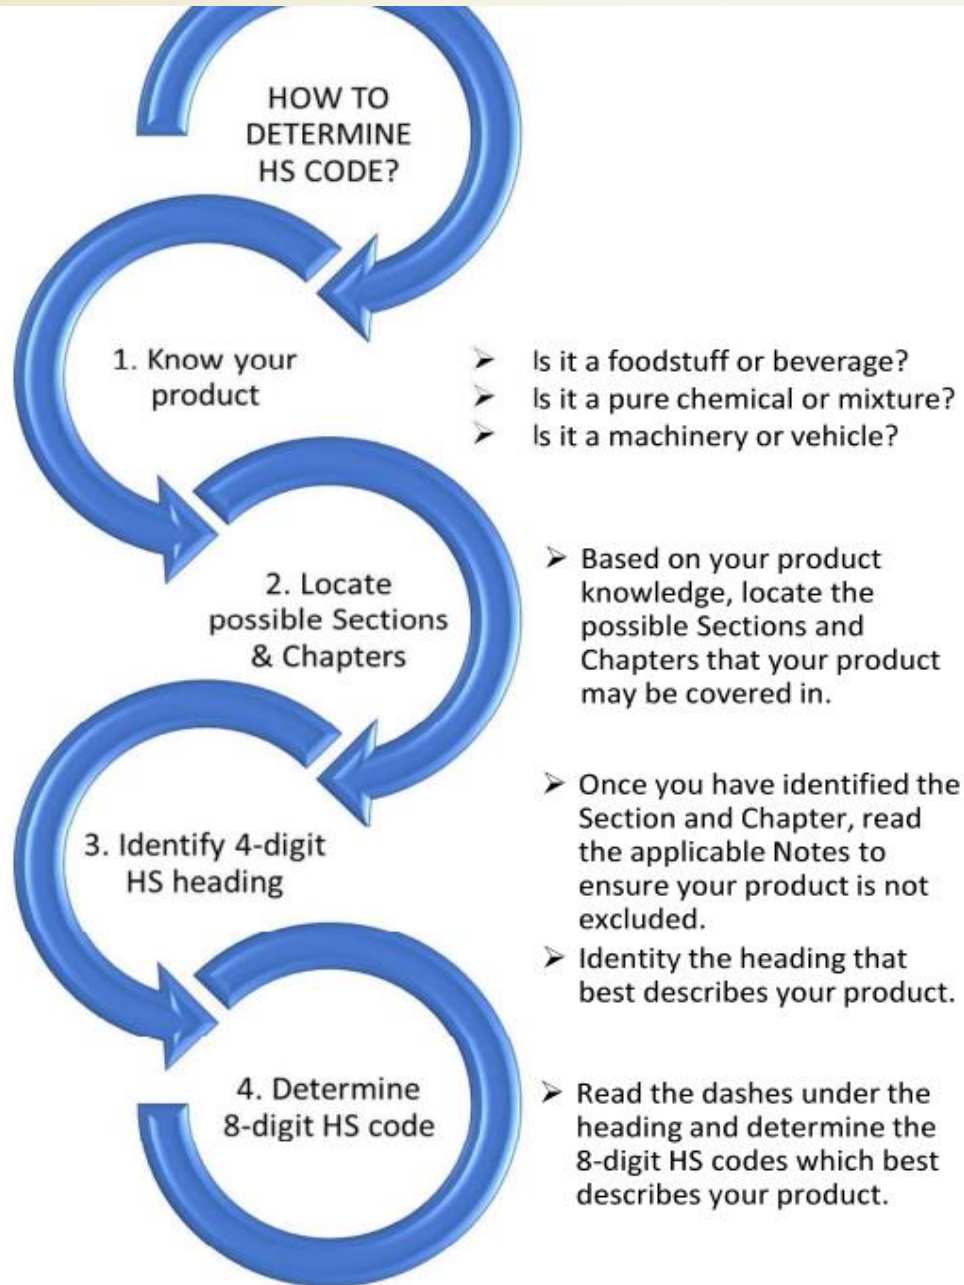 HOW TO
DETERMINE
HS CODE?
1. Know your
product
➢ Is it a foodstuff or beverage?
➢ Is it a pure chemical or mixture?
➢ Is it a machinery or vehicle?
2. Locate
possible Sections
& Chapters
➢ Based on your product
knowledge, locate the
possible Sections and
Chapters that your product
may be covered in.
3. Identify 4-digit
HS heading
➢ Once you have identified the
Section and Chapter, read
the applicable Notes to
ensure your product is not
excluded.
➢ Identity the heading that
best describes your product.
4. Determine
8-digit HS code
➢ Read the dashes under the
heading and determine the
8-digit HS codes which best
describes your product.